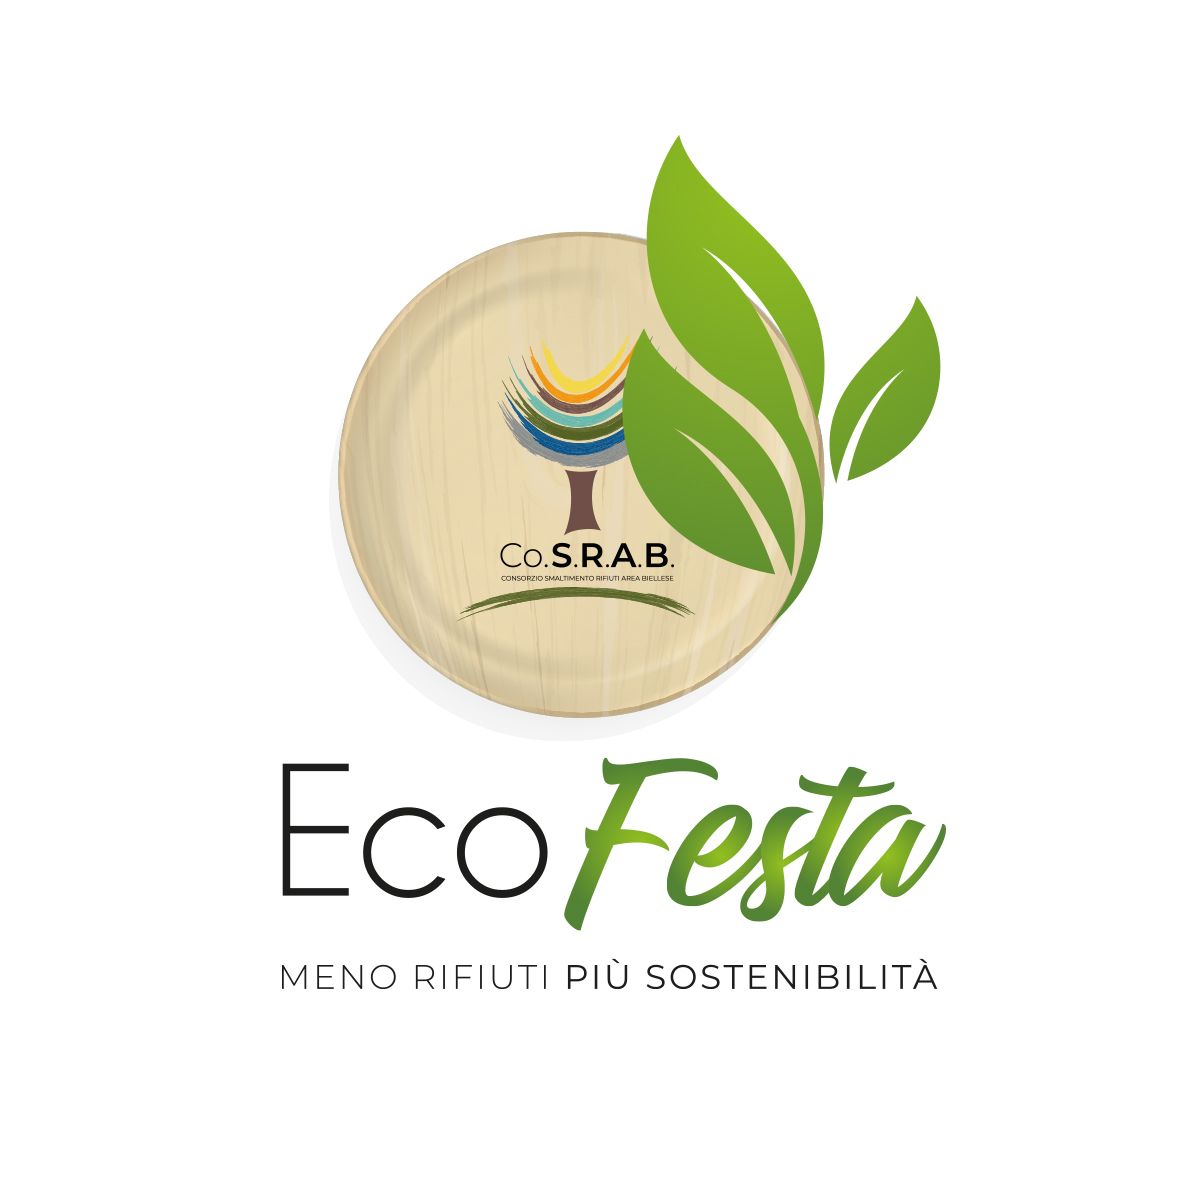 Co.S.R.A.B.
CONSORZIO SMALTIMENTO RIFIUTI AREA BIELLESE
Eco Festa
MENO RIFIUTI PIÙ SOSTENIBILITÀ